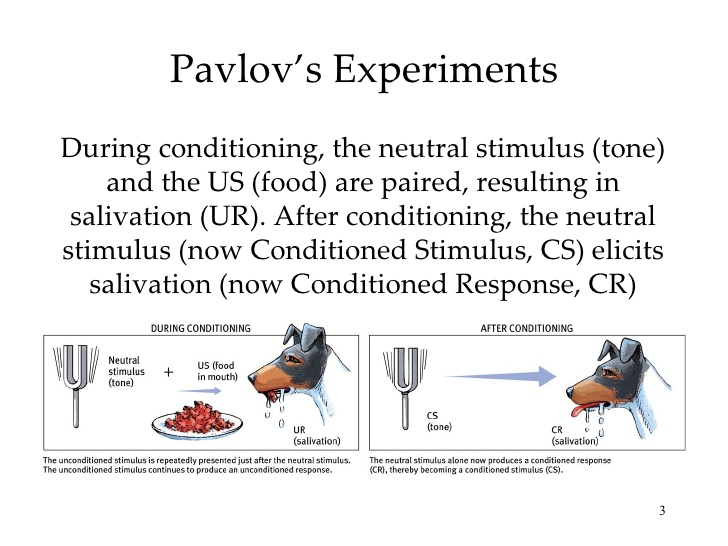 Pavlov's Experiments
During conditioning, the neutral stimulus (tone)
and the US (food) are paired, resulting in
salivation (UR). After conditioning, the neutral
stimulus (now Conditioned Stimulus, CS) elicits
salivation (now Conditioned Response, CR)
DURING CONDITIONING
Neutral
stimulus
(tone)
+
US (food
in mouth)
UR
(salivation)
The unconditioned stimulus is repeatedly presented just after the neutral stimulus.
The unconditioned stimulus continues to produce an unconditioned response.
AFTER CONDITIONING
CS
(tone)
CR
(salivation)
The neutral stimulus alone now produces a conditioned response
(CR), thereby becoming a conditioned stimulus (CS).
3